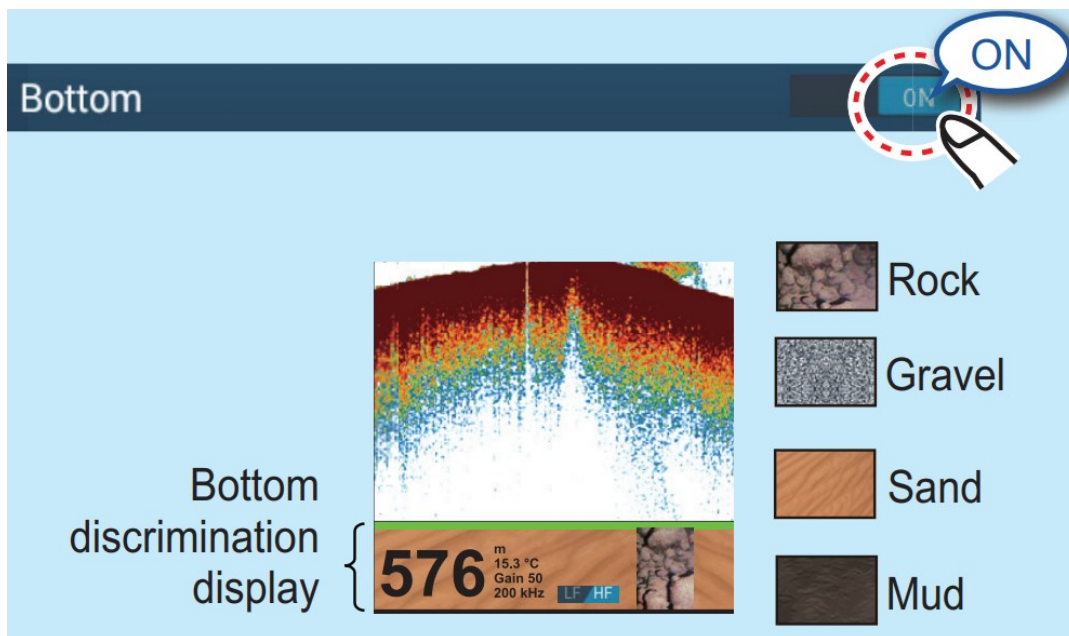 ON
Bottom
ON
Rock
Gravel
Sand
Mud
Bottom
discrimination
display
576
m
15.3 °C
Gain 50
200 kHz
LF HF